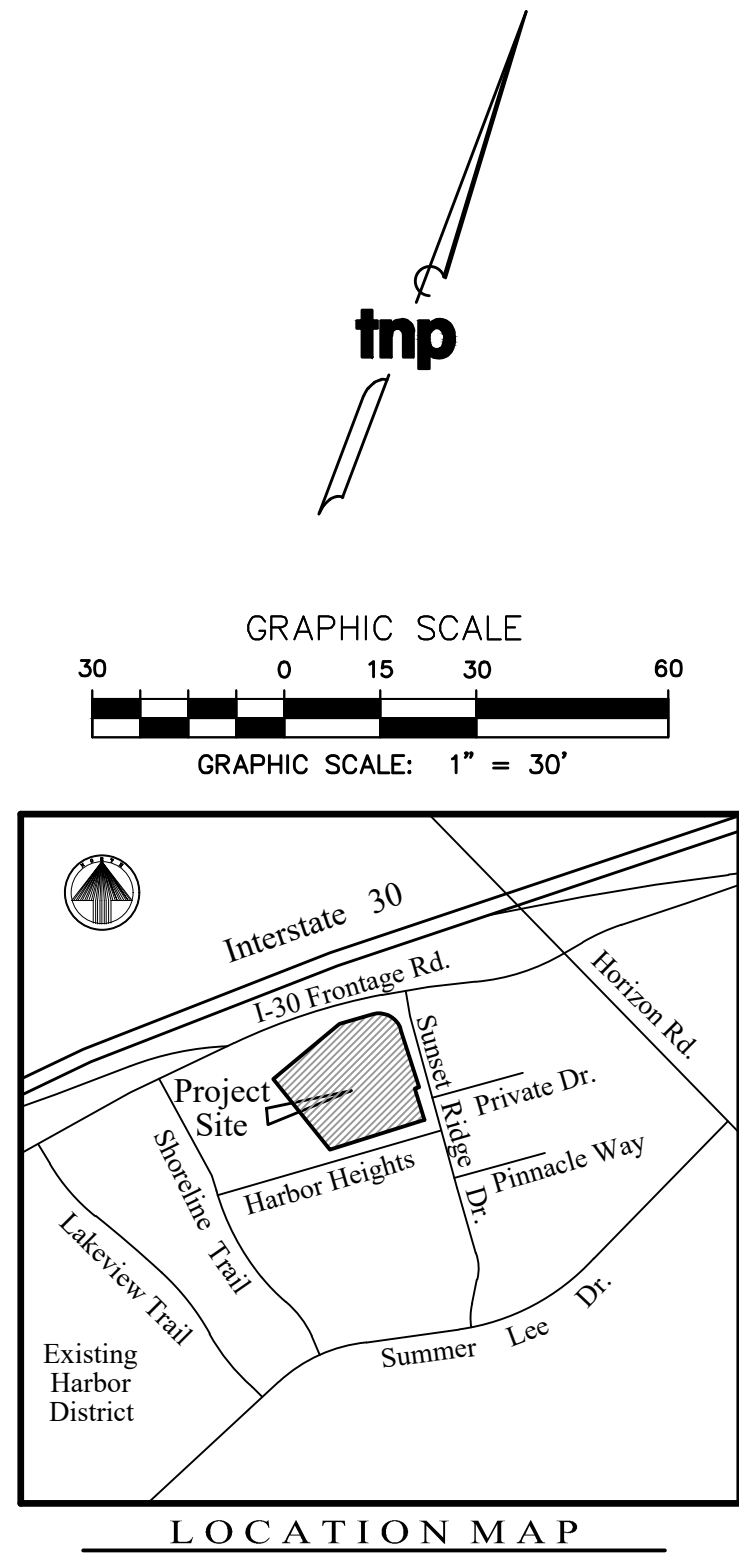 tnp
GRAPHIC SCALE
30 0 15 30 60
GRAPHIC SCALE: 1" = 30'
NORTH
Interstate 30
I-30 Frontage Rd.
Horizon Rd.
Project
Site
Sunset Ridge Dr.
Private Dr.
Shoreline Trail
Harbor Heights
Pinnacle Way
Lakeview Trail
Summer Lee Dr.
Existing
Harbor
District
LOCATION MAP